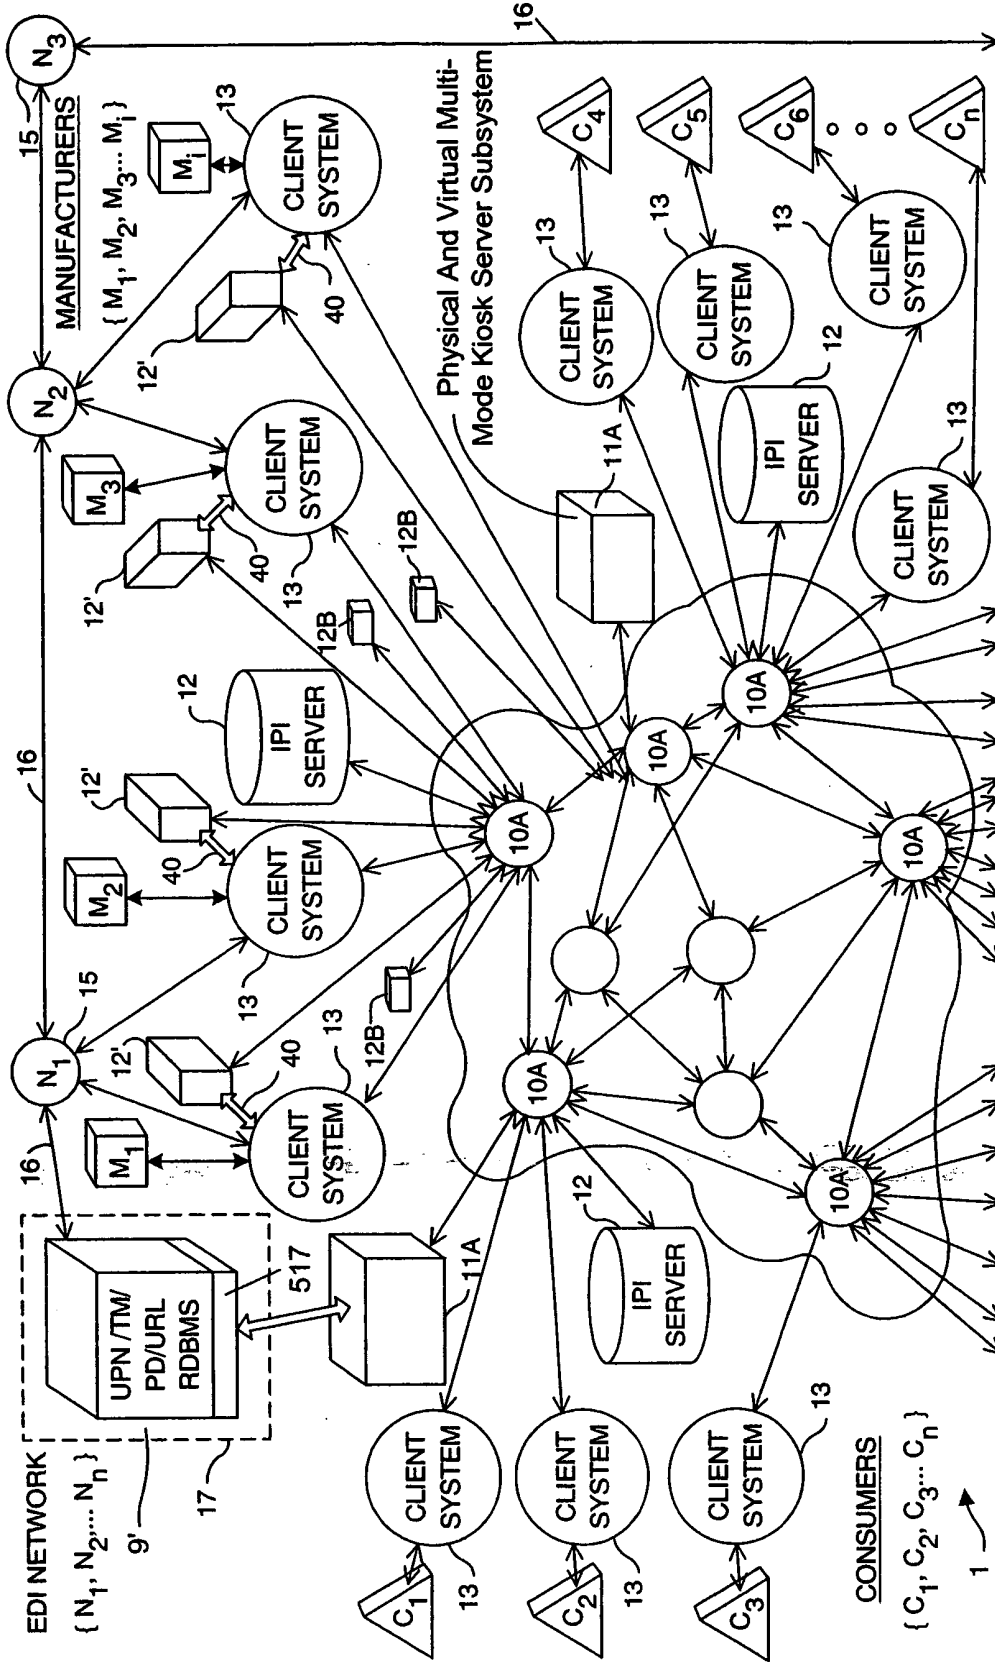 EDI NETWORK
{ N1, N2,... Nn }
9'
17
UPN /TM/
PD/URL
RDBMS
517
16
N1
15
16
N2
15
N3
16
MANUFACTURERS
{ M1, M2, M3... Mi }
M1
12'
40
CLIENT
SYSTEM
13
12B
M2
12'
40
CLIENT
SYSTEM
13
12
IPI
SERVER
M3
12'
40
CLIENT
SYSTEM
13
12B
12B
Mi
13
12'
40
CLIENT
SYSTEM
Physical And Virtual Multi-
Mode Kiosk Server Subsystem
11A
11A
C1
CLIENT
SYSTEM
13
C2
CLIENT
SYSTEM
13
C3
CLIENT
SYSTEM
13
12
IPI
SERVER
10A
10A
10A
10A
10A
10A
13
CLIENT
SYSTEM
C4
13
CLIENT
SYSTEM
C5
13
CLIENT
SYSTEM
C6
12
IPI
SERVER
13
CLIENT
SYSTEM
Cn
CONSUMERS
{ C1, C2, C3... Cn }
1